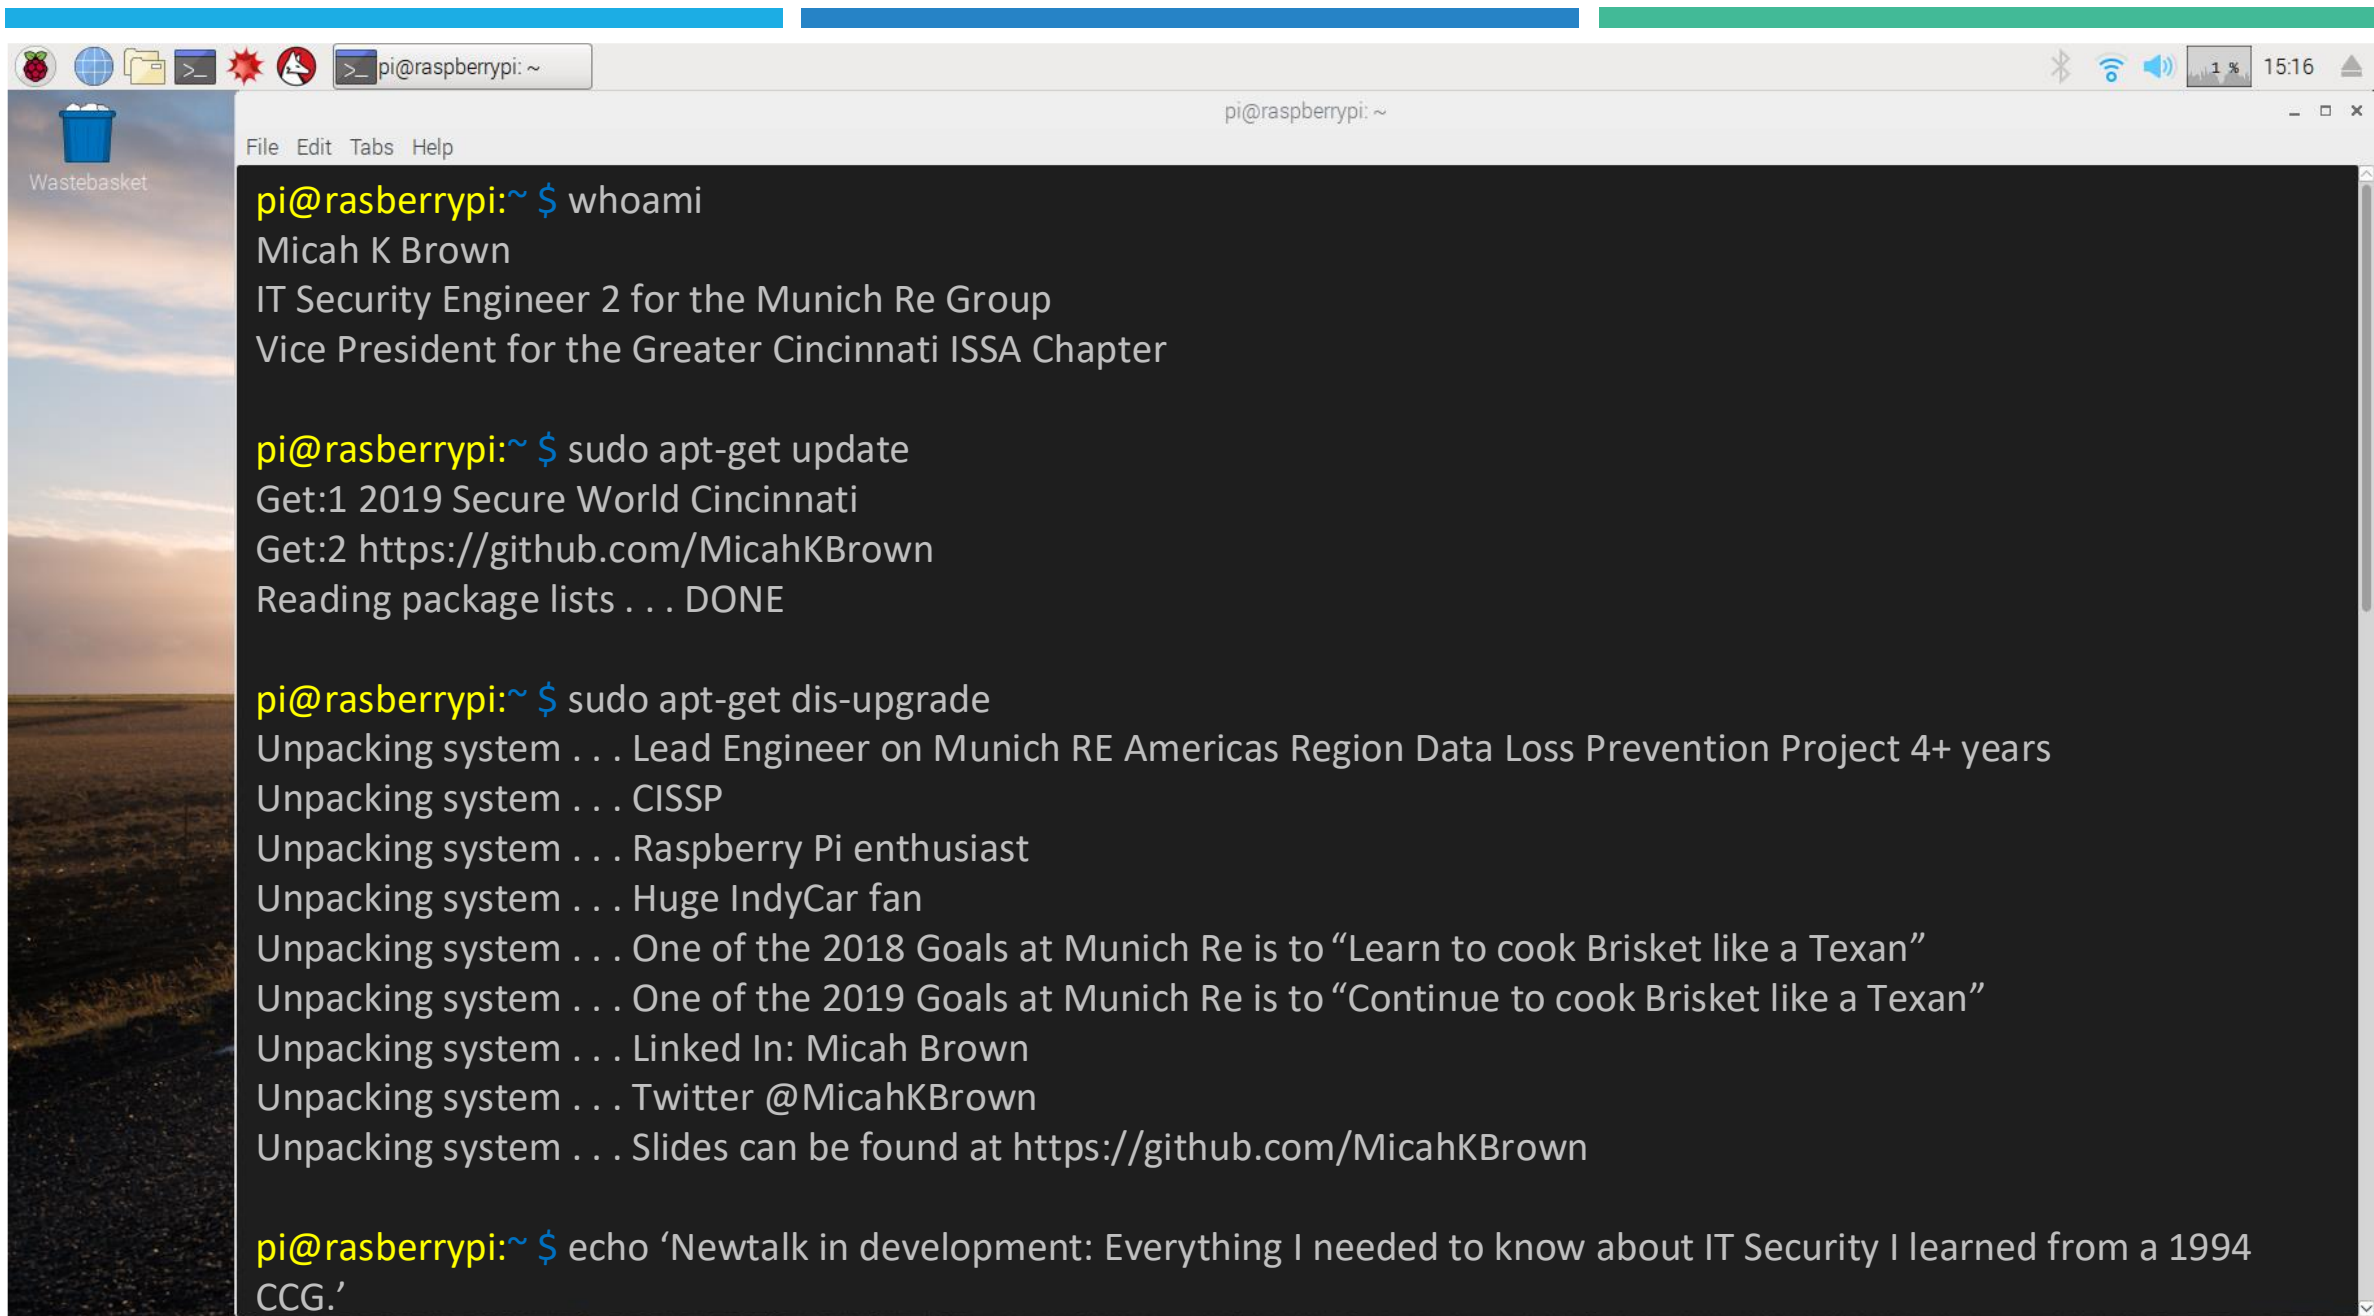 pi@raspberrypi: ~
1 %
15:16
pi@raspberrypi: ~
File Edit Tabs Help
Wastebasket
pi@rasberrypi:~ $ whoami
Micah K Brown
IT Security Engineer 2 for the Munich Re Group
Vice President for the Greater Cincinnati ISSA Chapter
pi@rasberrypi:~ $ sudo apt-get update
Get:1 2019 Secure World Cincinnati
Get:2 https://github.com/MicahKBrown
Reading package lists . . . DONE
pi@rasberrypi:~ $ sudo apt-get dis-upgrade
Unpacking system . . . Lead Engineer on Munich RE Americas Region Data Loss Prevention Project 4+ years
Unpacking system . . . CISSP
Unpacking system . . . Raspberry Pi enthusiast
Unpacking system . . . Huge IndyCar fan
Unpacking system . . . One of the 2018 Goals at Munich Re is to “Learn to cook Brisket like a Texan”
Unpacking system . . . One of the 2019 Goals at Munich Re is to “Continue to cook Brisket like a Texan”
Unpacking system . . . Linked In: Micah Brown
Unpacking system . . . Twitter @MicahKBrown
Unpacking system . . . Slides can be found at https://github.com/MicahKBrown
pi@rasberrypi:~ $ echo ‘Newtalk in development: Everything I needed to know about IT Security I learned from a 1994
CCG.’